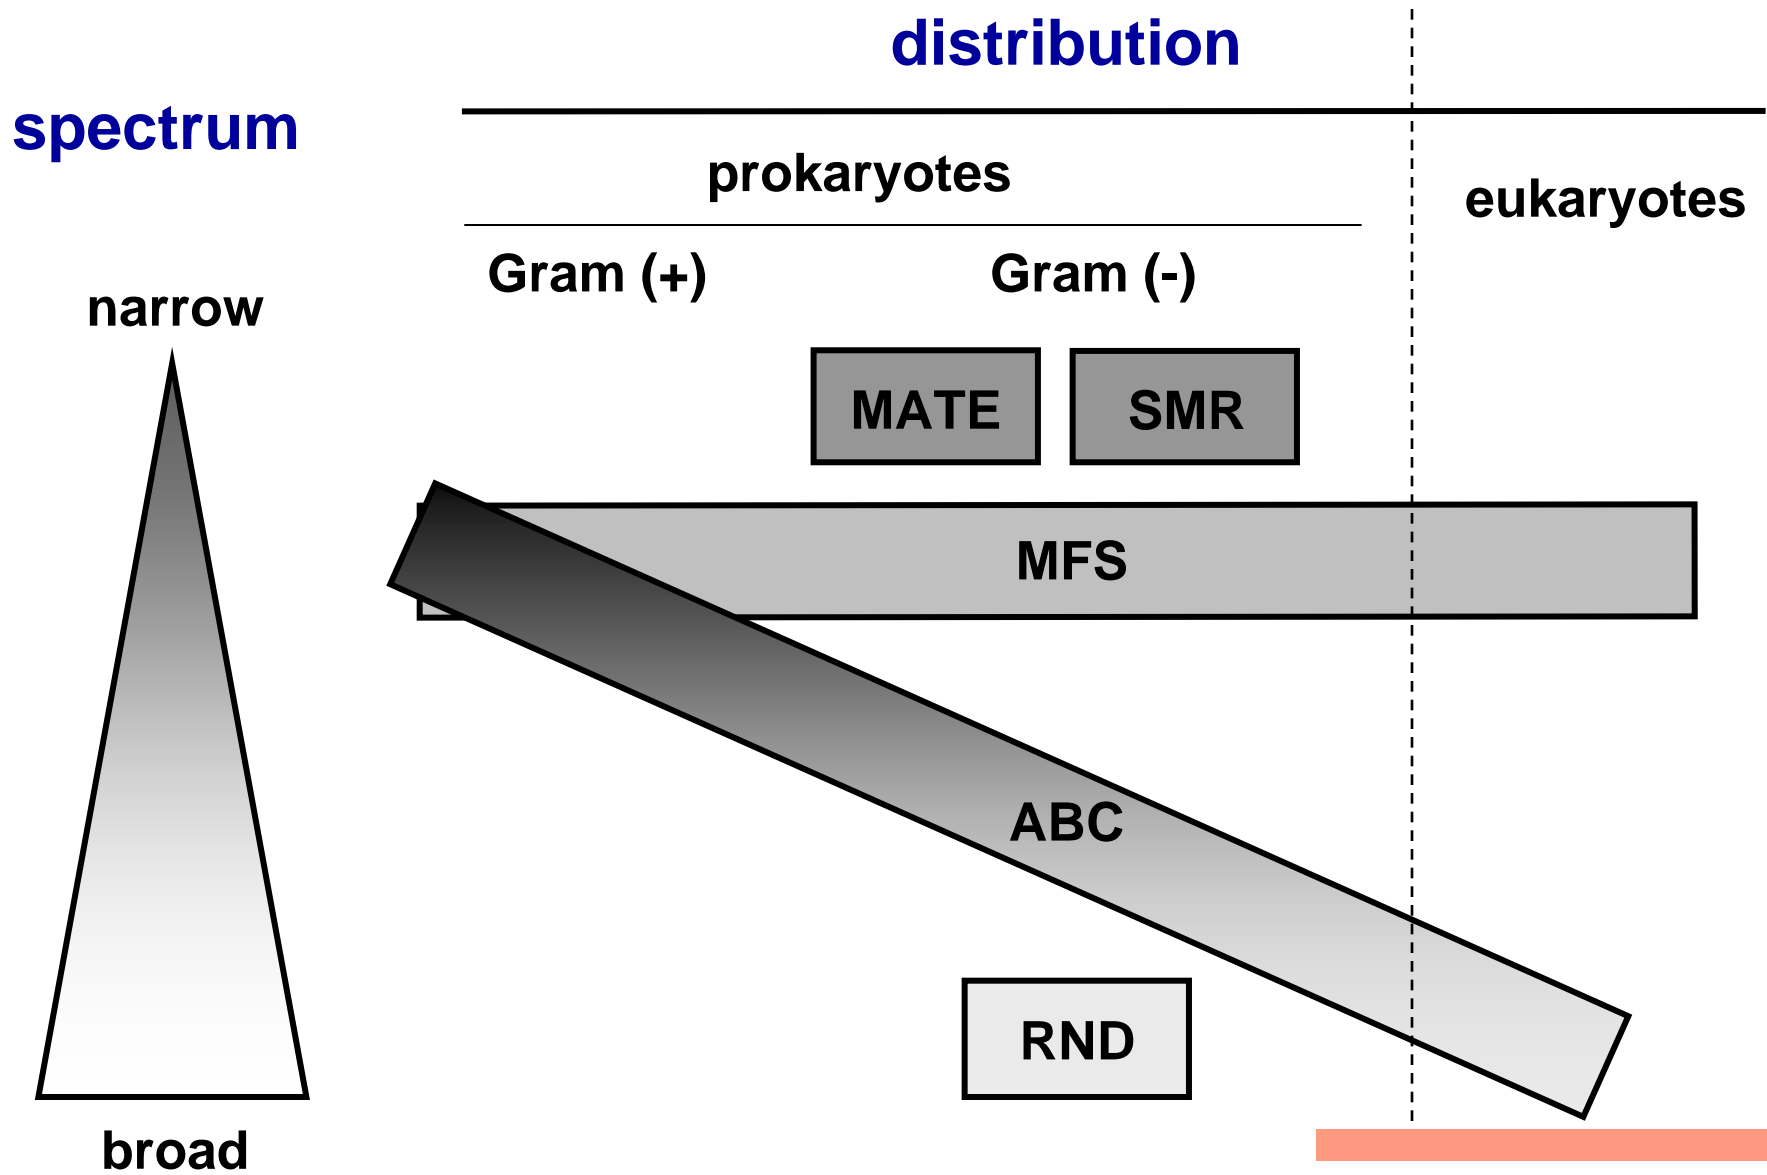 distribution
spectrum
prokaryotes
eukaryotes
Gram (+)
Gram (-)
narrow
MATE
SMR
MFS
ABC
RND
broad